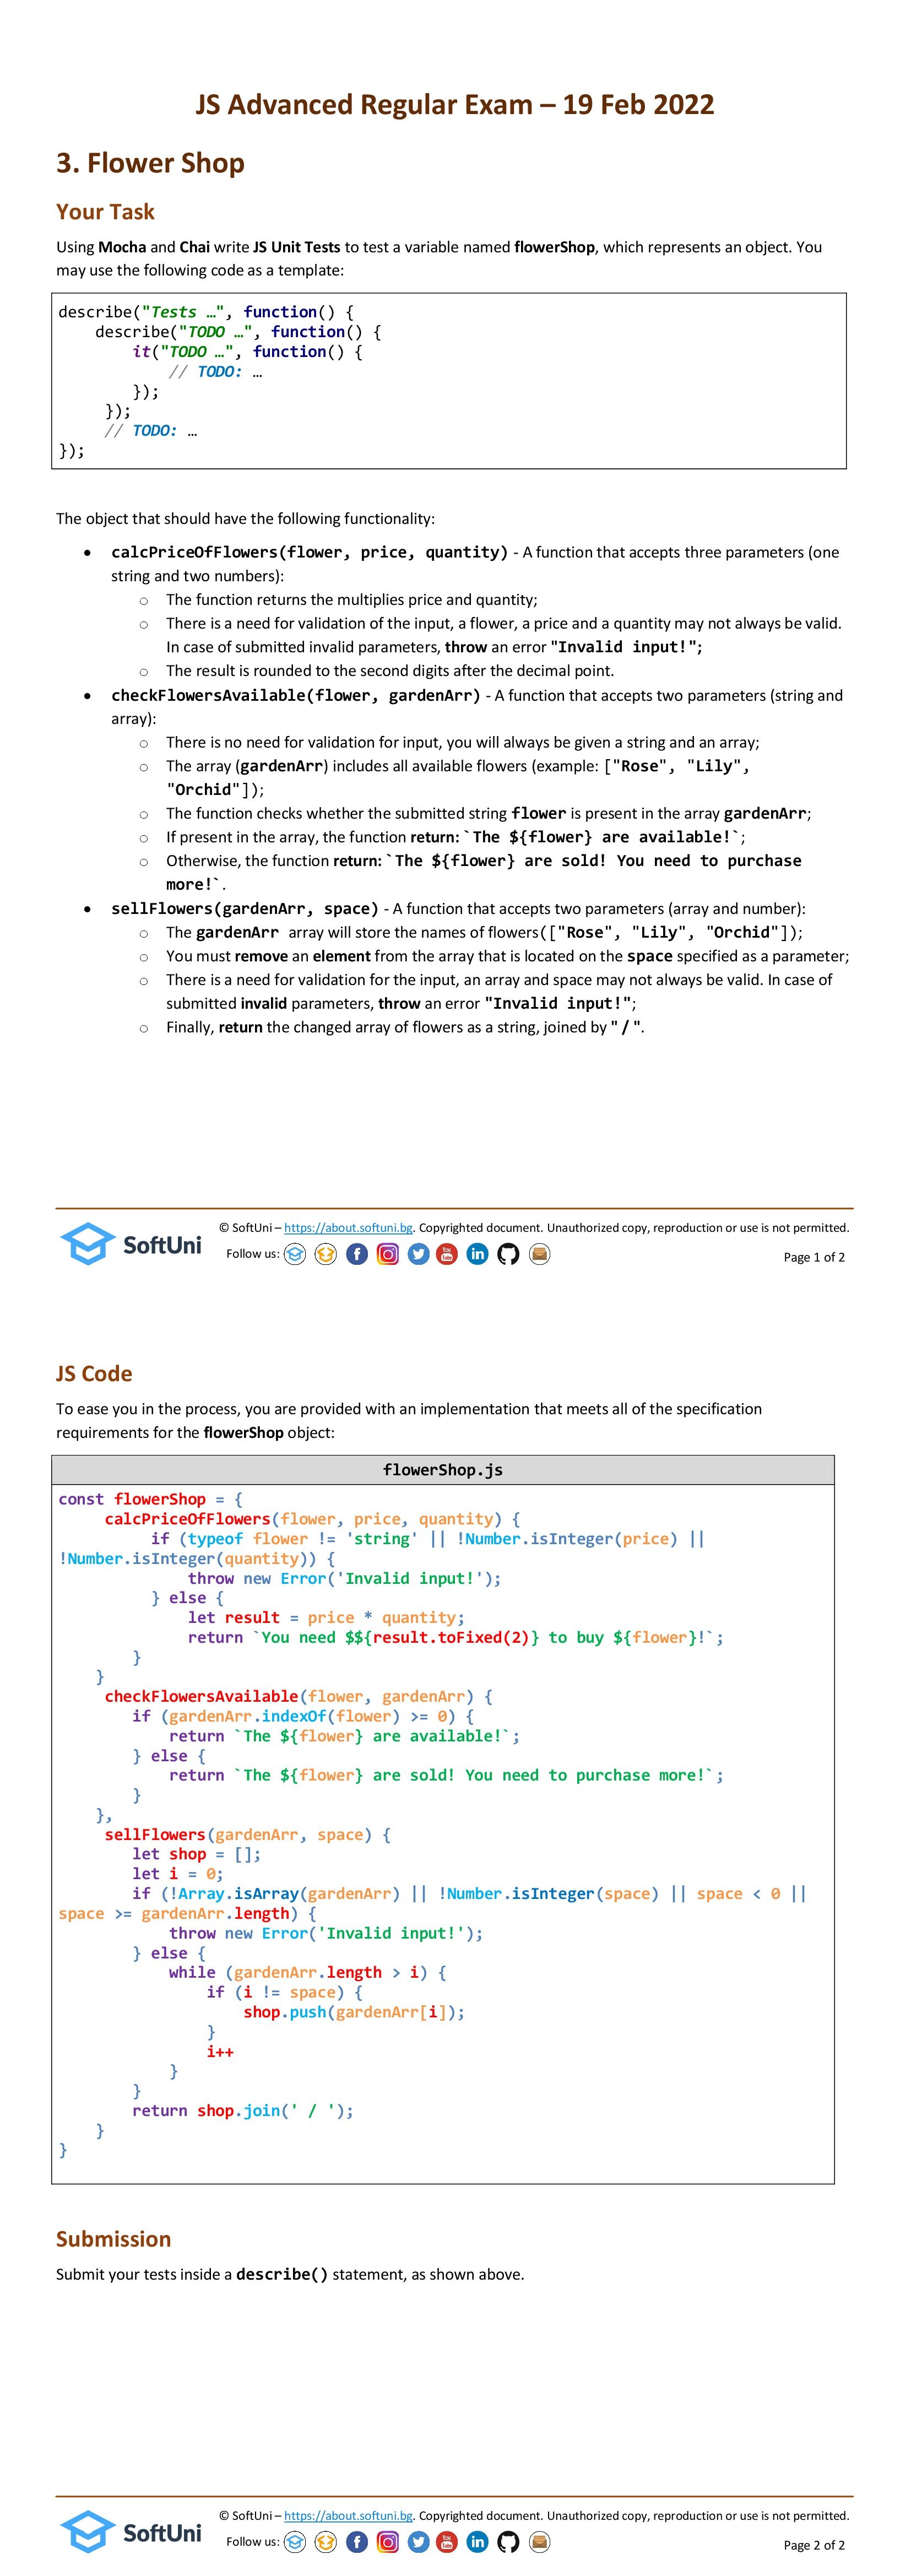 JS Advanced Regular Exam – 19 Feb 2022
3. Flower Shop
Your Task
Using Mocha and Chai write JS Unit Tests to test a variable named flowerShop, which represents an object. You
may use the following code as a template:
describe("Tests …", function() {
    describe("TODO …", function() {
        it("TODO …", function() {
            // TODO: …
        });
     });
     // TODO: …
});
The object that should have the following functionality:
• calcPriceOfFlowers(flower, price, quantity) - A function that accepts three parameters (one
string and two numbers):
○ The function returns the multiplies price and quantity;
○ There is a need for validation of the input, a flower, a price and a quantity may not always be valid.
In case of submitted invalid parameters, throw an error "Invalid input!";
○ The result is rounded to the second digits after the decimal point.
• checkFlowersAvailable(flower, gardenArr) - A function that accepts two parameters (string and
array):
○ There is no need for validation for input, you will always be given a string and an array;
○ The array (gardenArr) includes all available flowers (example: ["Rose", "Lily",
"Orchid"]);
○ The function checks whether the submitted string flower is present in the array gardenArr;
○ If present in the array, the function return: `The ${flower} are available!`;
○ Otherwise, the function return: `The ${flower} are sold! You need to purchase
more!`.
• sellFlowers(gardenArr, space) - A function that accepts two parameters (array and number):
○ The gardenArr array will store the names of flowers(["Rose", "Lily", "Orchid"]);
○ You must remove an element from the array that is located on the space specified as a parameter;
○ There is a need for validation for the input, an array and space may not always be valid. In case of
submitted invalid parameters, throw an error "Invalid input!";
○ Finally, return the changed array of flowers as a string, joined by " / ".
© SoftUni – https://about.softuni.bg. Copyrighted document. Unauthorized copy, reproduction or use is not permitted.
SoftUni
Follow us:
Page 1 of 2
JS Code
To ease you in the process, you are provided with an implementation that meets all of the specification
requirements for the flowerShop object:
flowerShop.js
const flowerShop = {
     calcPriceOfFlowers(flower, price, quantity) {
          if (typeof flower != 'string' || !Number.isInteger(price) ||
!Number.isInteger(quantity)) {
              throw new Error('Invalid input!');
          } else {
              let result = price * quantity;
              return `You need $${result.toFixed(2)} to buy ${flower}!`;
        }
    }
     checkFlowersAvailable(flower, gardenArr) {
        if (gardenArr.indexOf(flower) >= 0) {
            return `The ${flower} are available!`;
        } else {
            return `The ${flower} are sold! You need to purchase more!`;
        }
    },
     sellFlowers(gardenArr, space) {
        let shop = [];
        let i = 0;
        if (!Array.isArray(gardenArr) || !Number.isInteger(space) || space < 0 ||
space >= gardenArr.length) {
            throw new Error('Invalid input!');
        } else {
            while (gardenArr.length > i) {
                if (i != space) {
                    shop.push(gardenArr[i]);
                }
                i++
            }
        }
        return shop.join(' / ');
    }
}
Submission
Submit your tests inside a describe() statement, as shown above.
© SoftUni – https://about.softuni.bg. Copyrighted document. Unauthorized copy, reproduction or use is not permitted.
SoftUni
Follow us:
Page 2 of 2